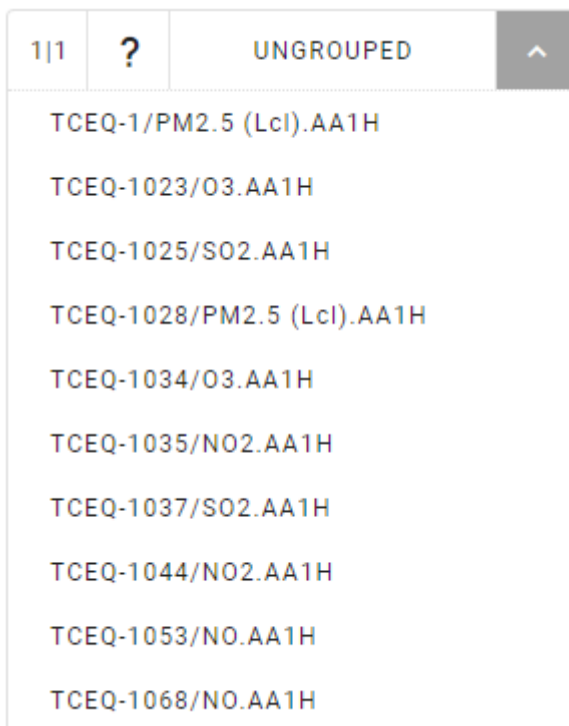 1|1 ? UNGROUPED
TCEQ-1/PM2.5 (Lcl).AA1H
TCEQ-1023/O3.AA1H
TCEQ-1025/SO2.AA1H
TCEQ-1028/PM2.5 (Lcl).AA1H
TCEQ-1034/O3.AA1H
TCEQ-1035/NO2.AA1H
TCEQ-1037/SO2.AA1H
TCEQ-1044/NO2.AA1H
TCEQ-1053/NO.AA1H
TCEQ-1068/NO.AA1H